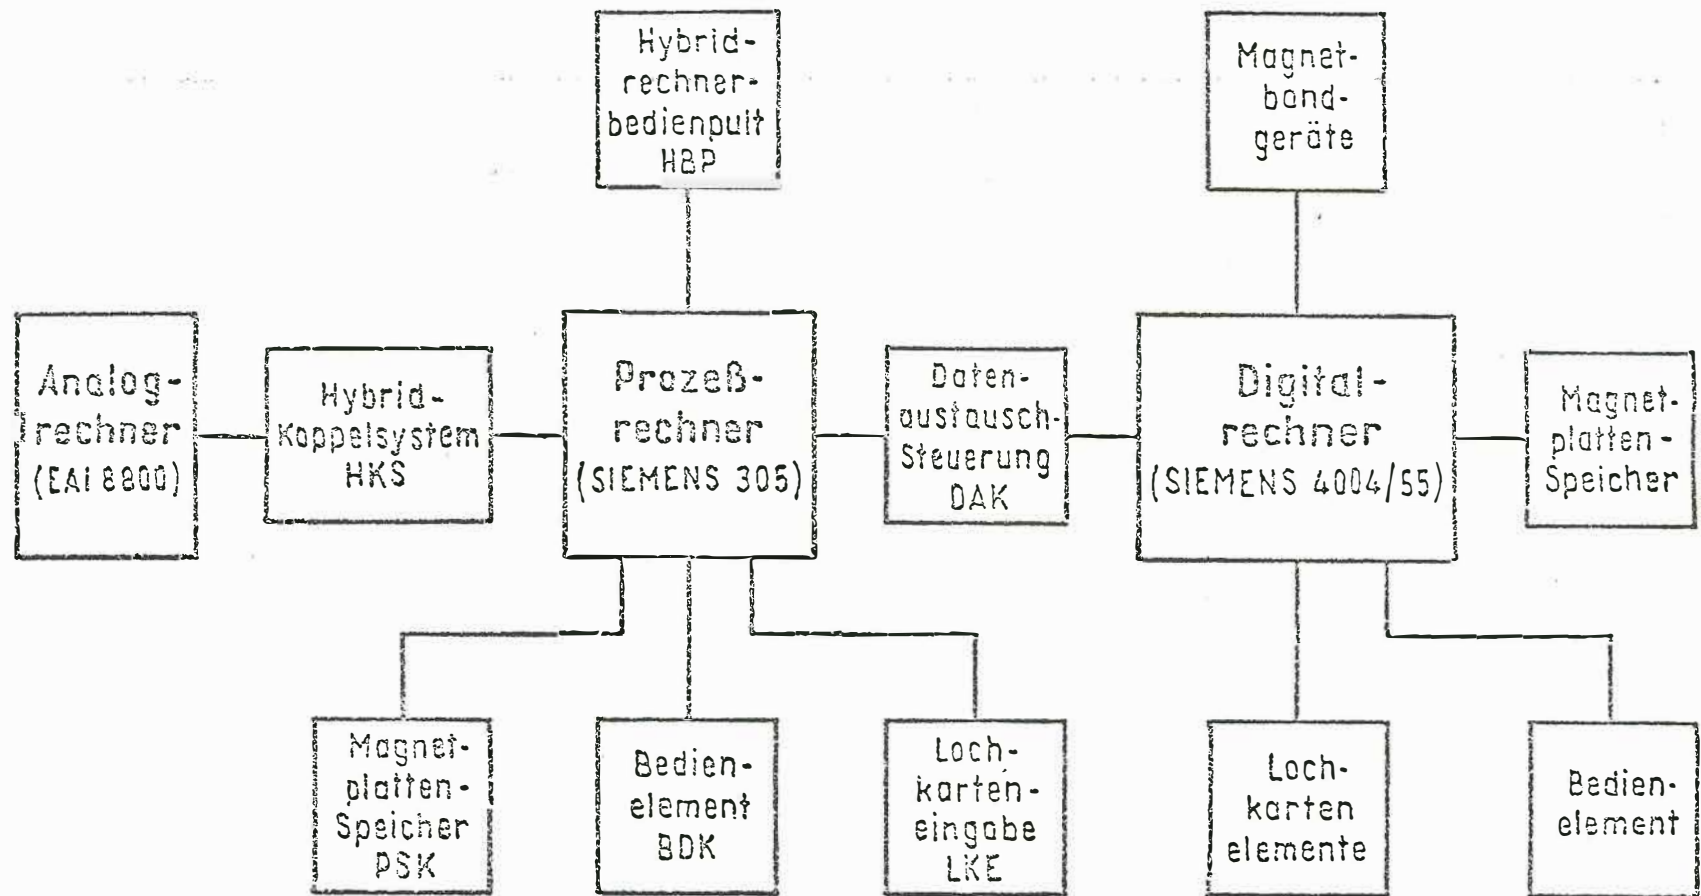 Hybrid-
rechner-
bedienpult
HBP
Magnet-
band-
geräte
Analog-
rechner
(EAI 8800)
Hybrid-
Koppelsystem
HKS
Prozeß-
rechner
(SIEMENS 305)
Daten-
austausch-
Steuerung
DAK
Digital-
rechner
(SIEMENS 4004/55)
Magnet-
platten-
Speicher
Magnet-
platten-
Speicher
PSK
Bedien-
element
BDK
Loch-
karten-
eingabe
LKE
Loch-
karten
elemente
Bedien-
element